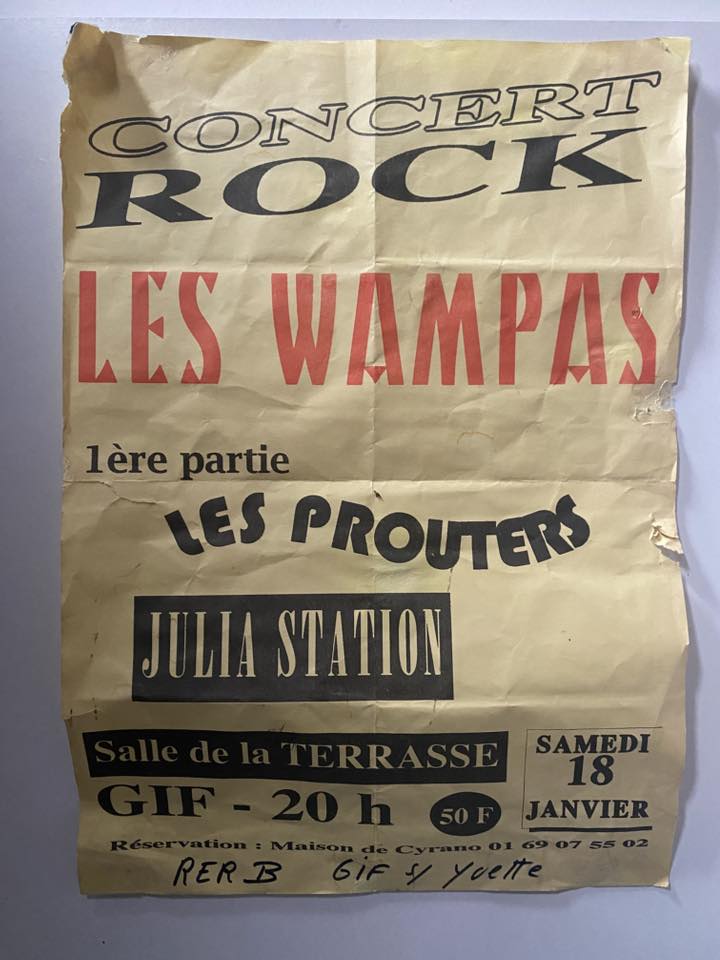 CONCERT
ROCK
LES WAMPAS
1ère partie
LES PROUTERS
JULIA STATION
Salle de la TERRASSE
GIF - 20 h
50 F
SAMEDI
18
JANVIER
Réservation : Maison de Cyrano 01 69 07 55 02
RER B GIF s/ Yvette